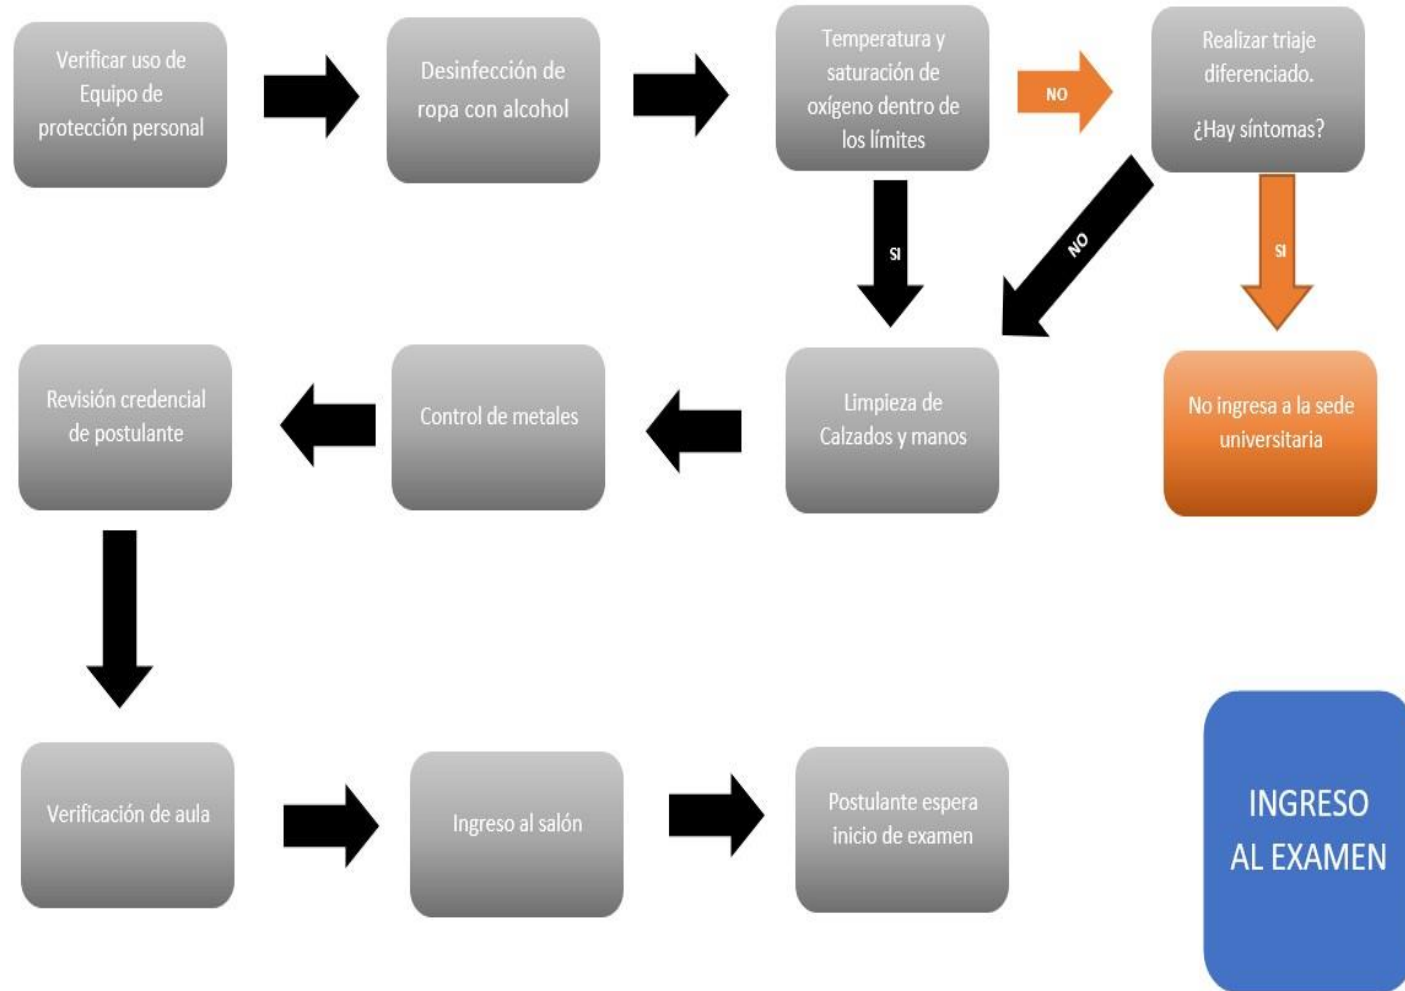 Verificar uso de
Equipo de
protección personal
Desinfección de
ropa con alcohol
Temperatura y
saturación de
oxígeno dentro de
los límites
NO
Realizar triaje
diferenciado.
¿Hay síntomas?
SI
NO
SI
Revisión credencial
de postulante
Control de metales
Limpieza de
Calzados y manos
No ingresa a la sede
universitaria
Verificación de aula
Ingreso al salón
Postulante espera
inicio de examen
INGRESO
AL EXAMEN